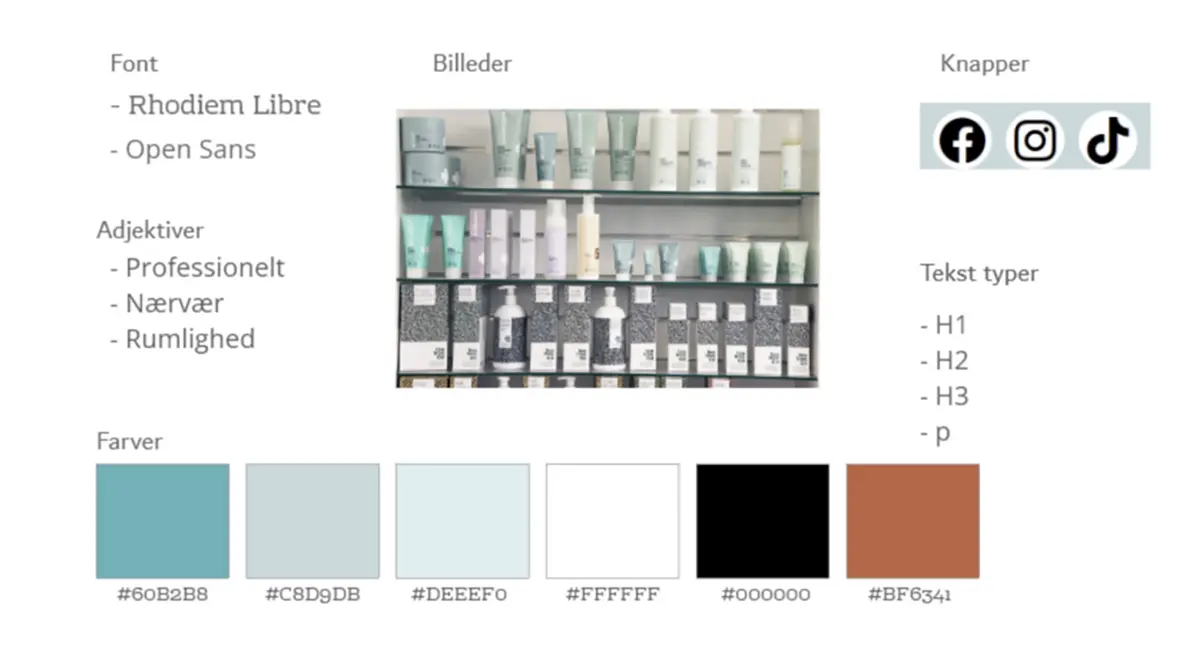 Font
- Rhodiem Libre
- Open Sans
Adjektiver
- Professionelt
- Nærvær
- Rumlighed
Billeder
Knapper
Tekst typer
- H1
- H2
- H3
- p
Farver
#60B2B8
#C8D9DB
#DEEEF0
#FFFFFF
#000000
#BF6341